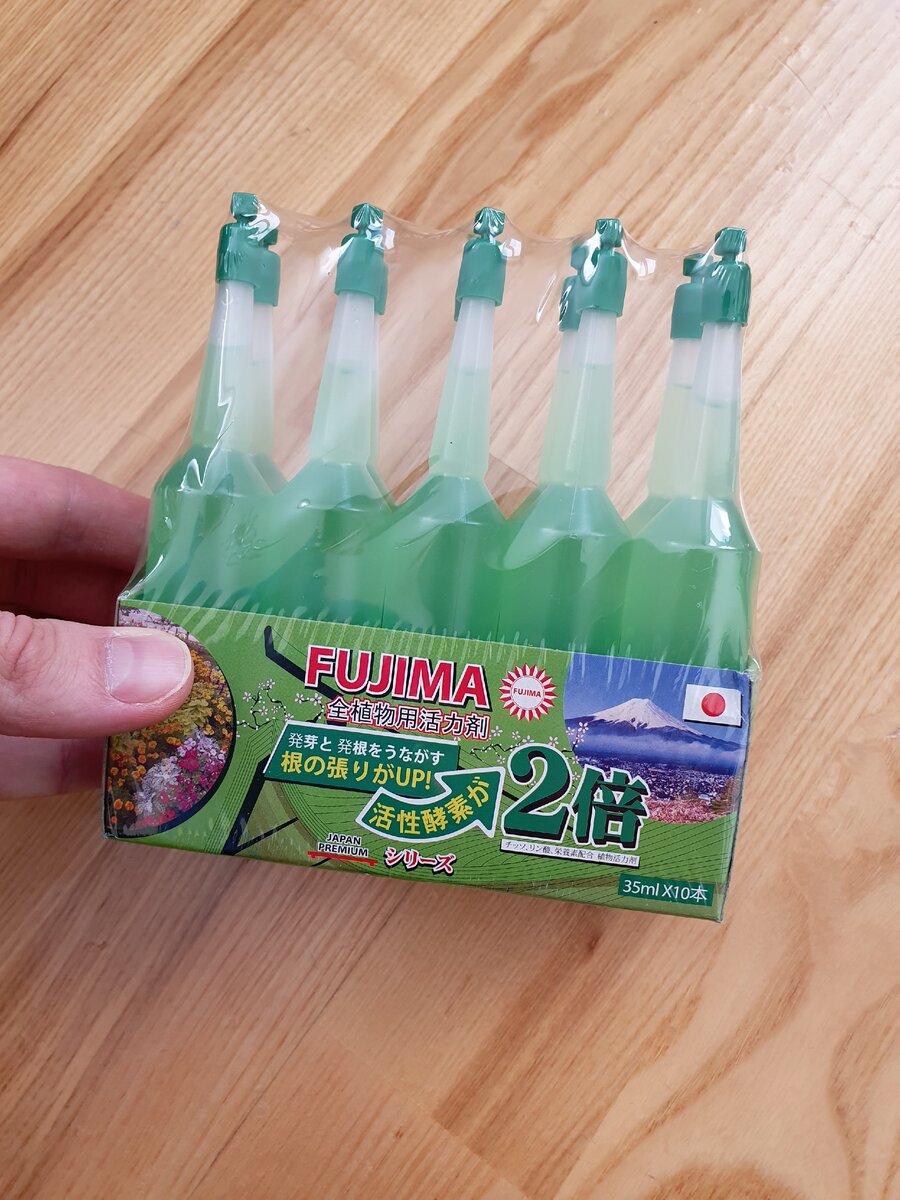 FUJIMA
FUJIMA
全植物用活力剤
発芽と 発根をうながす
根の張りがUP!
活性酵素が
2倍
チッソ、リン酸、栄養素配合 植物活力剤
JAPAN
PREMIUM
シリーズ
35ml X10本